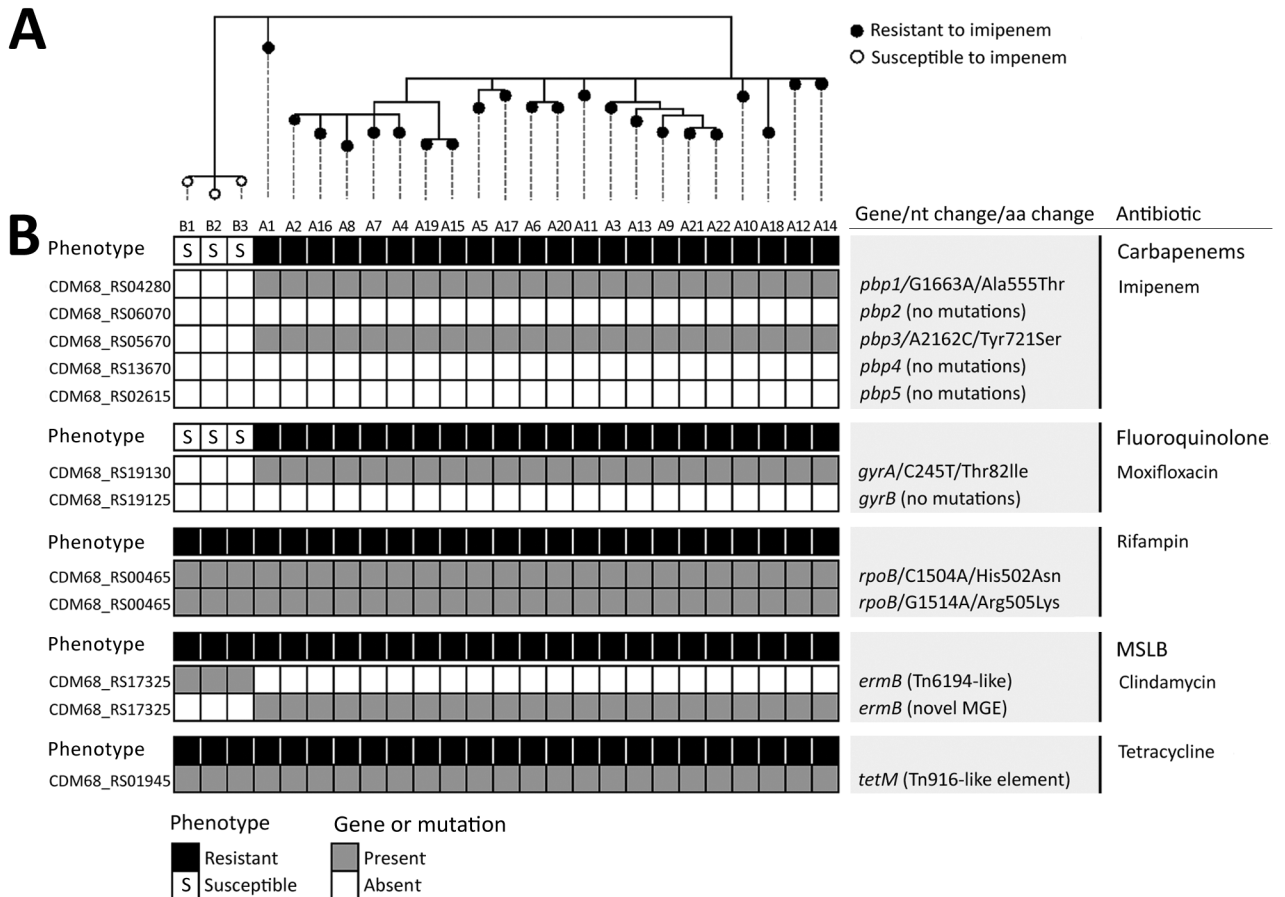 A
Resistant to imipenem
Susceptible to impenem
B
B1 B2 B3 A1 A2 A16 A8 A7 A4 A19 A15 A5 A17 A6 A20 A11 A3 A13 A9 A21 A22 A10 A18 A12 A14
Gene/nt change/aa change Antibiotic
Phenotype S S S Carbapenems
CDM68_RS04280 pbp1/G1663A/Ala555Thr Imipenem
CDM68_RS06070 pbp2 (no mutations)
CDM68_RS05670 pbp3/A2162C/Tyr721Ser
CDM68_RS13670 pbp4 (no mutations)
CDM68_RS02615 pbp5 (no mutations)
Phenotype S S S Fluoroquinolone
CDM68_RS19130 gyrA/C245T/Thr82lle Moxifloxacin
CDM68_RS19125 gyrB (no mutations)
Phenotype Rifampin
CDM68_RS00465 rpoB/C1504A/His502Asn
CDM68_RS00465 rpoB/G1514A/Arg505Lys
Phenotype MSLB
CDM68_RS17325 ermB (Tn6194-like) Clindamycin
CDM68_RS17325 ermB (novel MGE)
Phenotype Tetracycline
CDM68_RS01945 tetM (Tn916-like element)
Phenotype Gene or mutation
Resistant Present
S Susceptible Absent